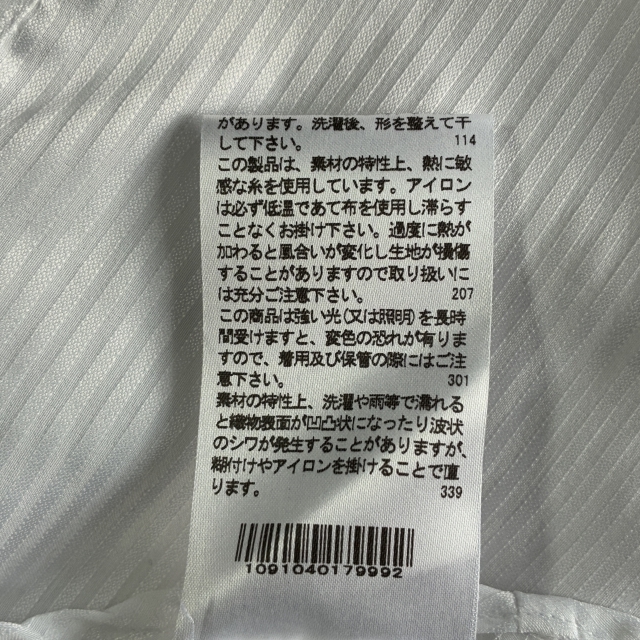 があります。洗濯後、形を整えて干
して下さい。 114
この製品は、素材の特性上、熱に敏
感な糸を使用しています。アイロン
は必ず低温であて布を使用し滞らす
ことなくお掛け下さい。過度に熱が
加わると風合いが変化し生地が損傷
することがありますので取り扱いに
は充分ご注意下さい。 207
この商品は強い光(又は照明)を長時
間受けますと、変色の恐れが有りま
すので、着用及び保管の際にはご注
意下さい。 301
素材の特性上、洗濯や雨等で濡れる
と織物表面が凹凸状になったり波状
のシワが発生することがありますが、
糊付けやアイロンを掛けることで直
ります。 339
1091040179992